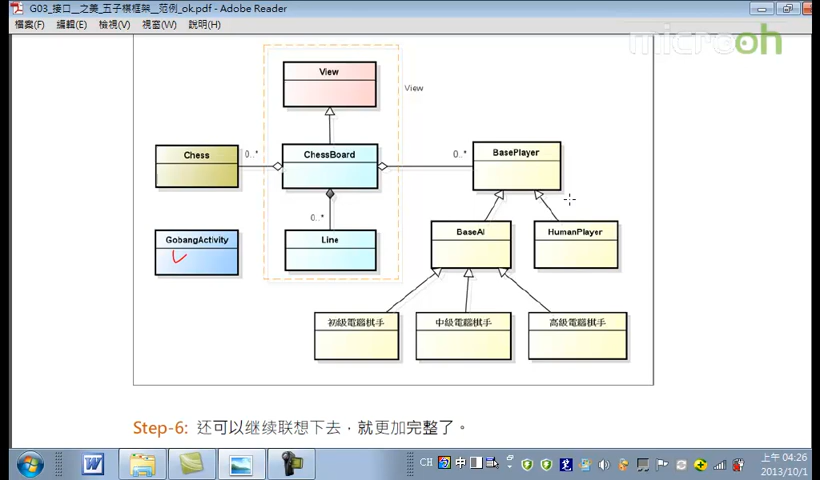 G03_接口__之美_五子棋框架__范例_ok.pdf - Adobe Reader
檔案(F) 編輯(E) 檢視(V) 視窗(W) 說明(H)
microoh
View
View
Chess
0..*
ChessBoard
0..*
BasePlayer
0..*
GobangActivity
Line
BaseAI
HumanPlayer
初級電腦棋手
中級電腦棋手
高級電腦棋手
Step-6: 还可以继续联想下去，就更加完整了。
CH
中
上午 04:26
2013/10/1